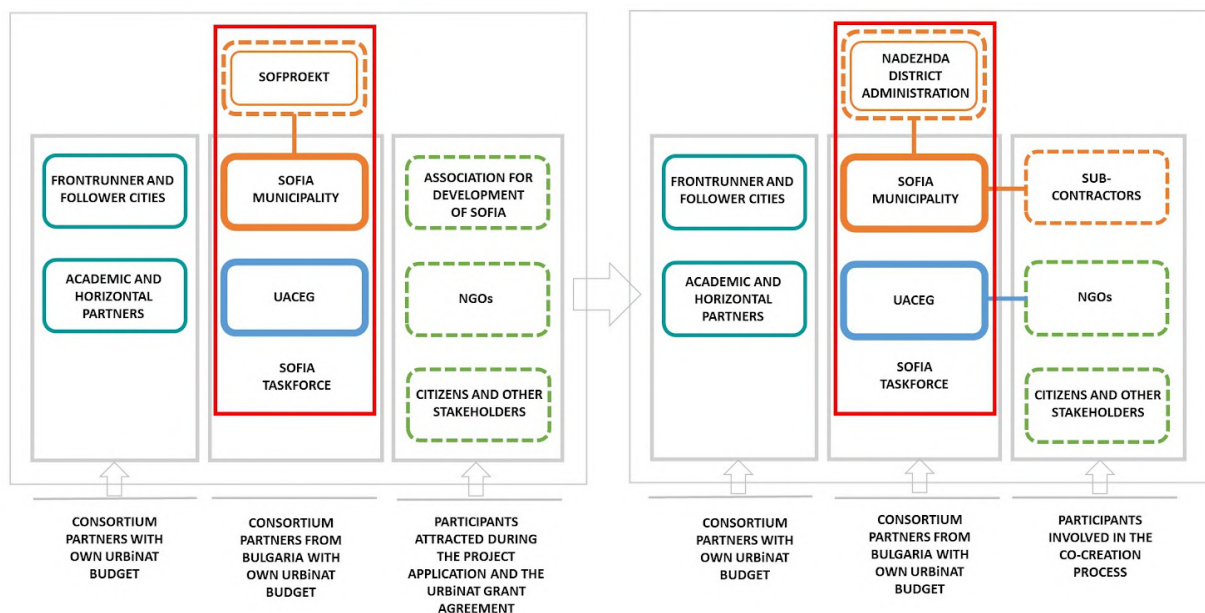 SOFPROEKT
FRONTRUNNER AND
FOLLOWER CITIES
ACADEMIC AND
HORIZONTAL
PARTNERS
SOFIA
MUNICIPALITY
UACEG
SOFIA
TASKFORCE
ASSOCIATION FOR
DEVELOPMENT
OF SOFIA
NGOs
CITIZENS AND OTHER
STAKEHOLDERS
CONSORTIUM
PARTNERS WITH
OWN URBiNAT
BUDGET
CONSORTIUM
PARTNERS FROM
BULGARIA WITH
OWN URBiNAT
BUDGET
PARTICIPANTS
ATTRACTED DURING
THE PROJECT
APPLICATION AND THE
URBiNAT GRANT
AGREEMENT
NADEZHDA
DISTRICT
ADMINISTRATION
FRONTRUNNER AND
FOLLOWER CITIES
ACADEMIC AND
HORIZONTAL
PARTNERS
SOFIA
MUNICIPALITY
UACEG
SOFIA
TASKFORCE
SUB-
CONTRACTORS
NGOs
CITIZENS AND OTHER
STAKEHOLDERS
CONSORTIUM
PARTNERS WITH
OWN URBiNAT
BUDGET
CONSORTIUM
PARTNERS FROM
BULGARIA WITH
OWN URBiNAT
BUDGET
PARTICIPANTS
INVOLVED IN THE
CO-CREATION
PROCESS